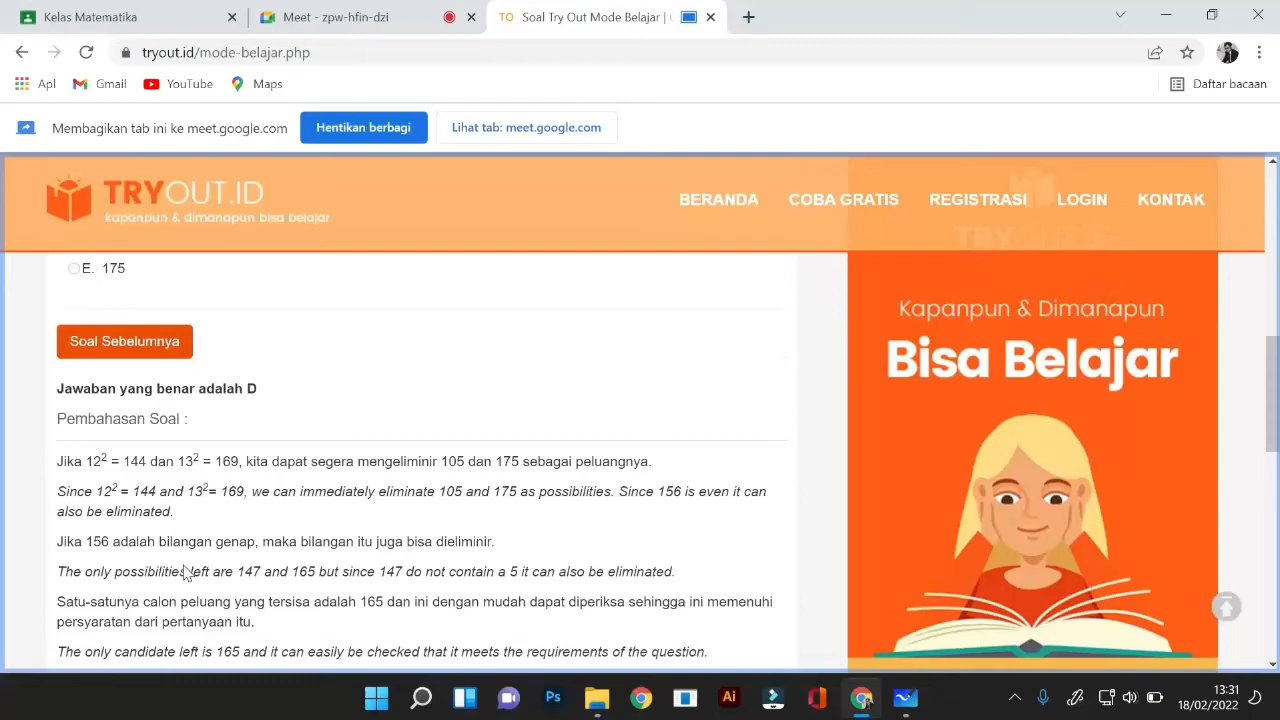 Kelas Matematika
Meet - zpw-hfin-dzi
TO Soal Try Out Mode Belajar |
tryout.id/mode-belajar.php
Apl
Gmail
YouTube
Maps
Daftar bacaan
Membagikan tab ini ke meet.google.com
Hentikan berbagi
Lihat tab: meet.google.com
TRYOUT.ID
kapanpun & dimanapun bisa belajar
BERANDA
COBA GRATIS
REGISTRASI
LOGIN
KONTAK
E. 175
Soal Sebelumnya
Jawaban yang benar adalah D
Pembahasan Soal :
Jika 12² = 144 dan 13² = 169, kita dapat segera mengeliminir 105 dan 175 sebagai peluangnya.
Since 12² = 144 and 13²= 169, we can immediately eliminate 105 and 175 as possibilities. Since 156 is even it can
also be eliminated.
Jika 156 adalah bilangan genap, maka bilangan itu juga bisa dieliminir.
The only possibilities left are 147 and 165 but since 147 do not contain a 5 it can also be eliminated.
Satu-satunya calon peluang yang tersisa adalah 165 dan ini dengan mudah dapat diperiksa sehingga ini memenuhi
persyaratan dari pertanyaan itu.
The only candidate left is 165 and it can easily be checked that it meets the requirements of the question.
Kapanpun & Dimanapun
Bisa Belajar
Ps
Ai
13:31
18/02/2022